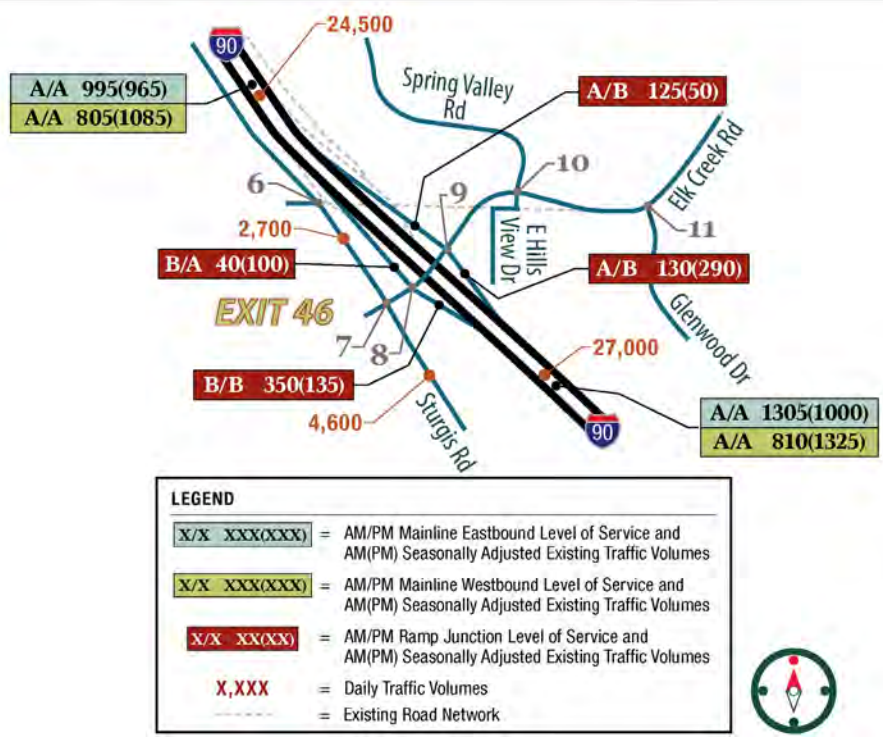 90
24,500
A/A 995(965)
A/A 805(1085)
Spring Valley
Rd
A/B 125(50)
Elk Creek Rd
10
6
9
11
2,700
E Hills
View Dr
B/A 40(100)
A/B 130(290)
EXIT 46
7
8
Glenwood Dr
27,000
B/B 350(135)
4,600
Sturgis Rd
A/A 1305(1000)
A/A 810(1325)
90
LEGEND
X/X XXX(XXX) = AM/PM Mainline Eastbound Level of Service and
AM(PM) Seasonally Adjusted Existing Traffic Volumes
X/X XXX(XXX) = AM/PM Mainline Westbound Level of Service and
AM(PM) Seasonally Adjusted Existing Traffic Volumes
X/X XX(XX) = AM/PM Ramp Junction Level of Service and
AM(PM) Seasonally Adjusted Existing Traffic Volumes
X,XXX = Daily Traffic Volumes
= Existing Road Network